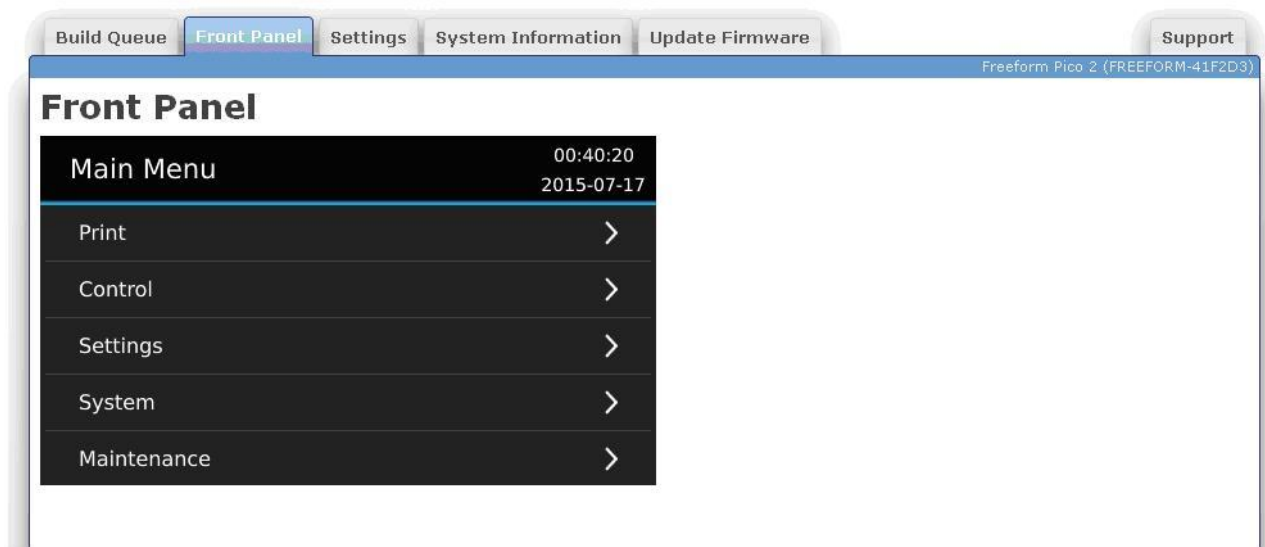 Build Queue Front Panel Settings System Information Update Firmware Support
Freeform Pico 2 (FREEFORM-41F2D3)
Front Panel
Main Menu 00:40:20
2015-07-17
Print
Control
Settings
System
Maintenance